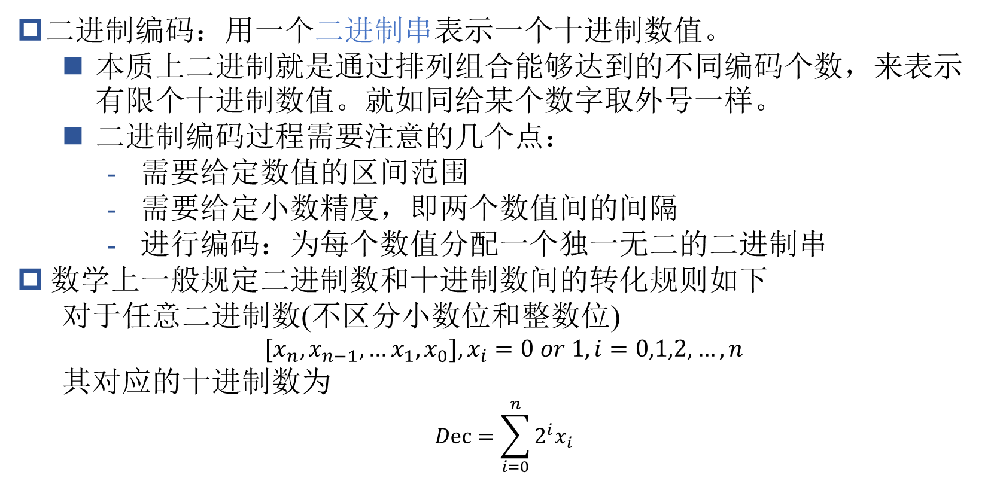 二进制编码：用一个二进制串表示一个十进制数值。
本质上二进制就是通过排列组合能够达到的不同编码个数，来表示
有限个十进制数值。就如同给某个数字取外号一样。
二进制编码过程需要注意的几个点：
- 需要给定数值的区间范围
- 需要给定小数精度，即两个数值间的间隔
- 进行编码：为每个数值分配一个独一无二的二进制串
数学上一般规定二进制数和十进制数间的转化规则如下
对于任意二进制数(不区分小数位和整数位)
[xₙ, xₙ₋₁, … x₁, x₀], xᵢ = 0 or 1, i = 0,1,2, … , n
其对应的十进制数为
n
Dec = ∑ 2ⁱxᵢ
i=0